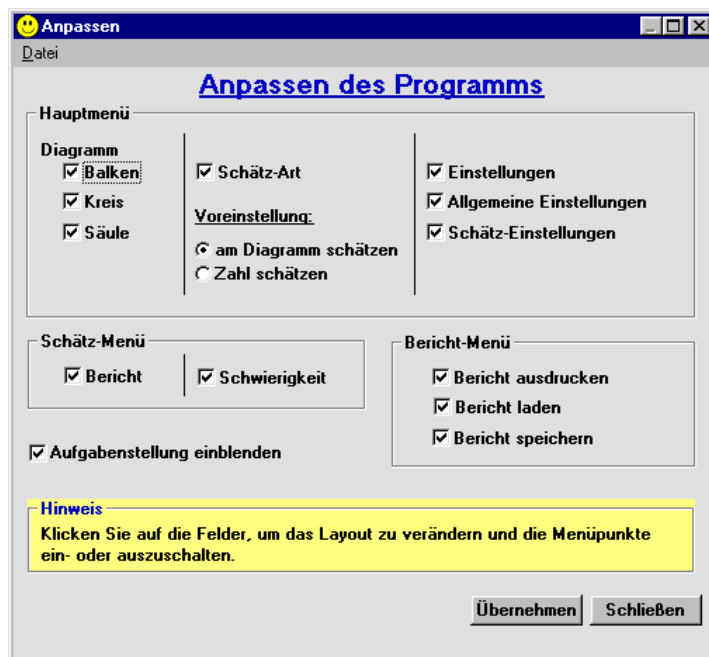 Anpassen
Datei
Anpassen des Programms
Hauptmenü
Diagramm
Balken
Kreis
Säule
Schätz-Art
Voreinstellung:
am Diagramm schätzen
Zahl schätzen
Einstellungen
Allgemeine Einstellungen
Schätz-Einstellungen
Schätz-Menü
Bericht
Schwierigkeit
Bericht-Menü
Bericht ausdrucken
Bericht laden
Bericht speichern
Aufgabenstellung einblenden
Hinweis
Klicken Sie auf die Felder, um das Layout zu verändern und die Menüpunkte
ein- oder auszuschalten.
Übernehmen
Schließen